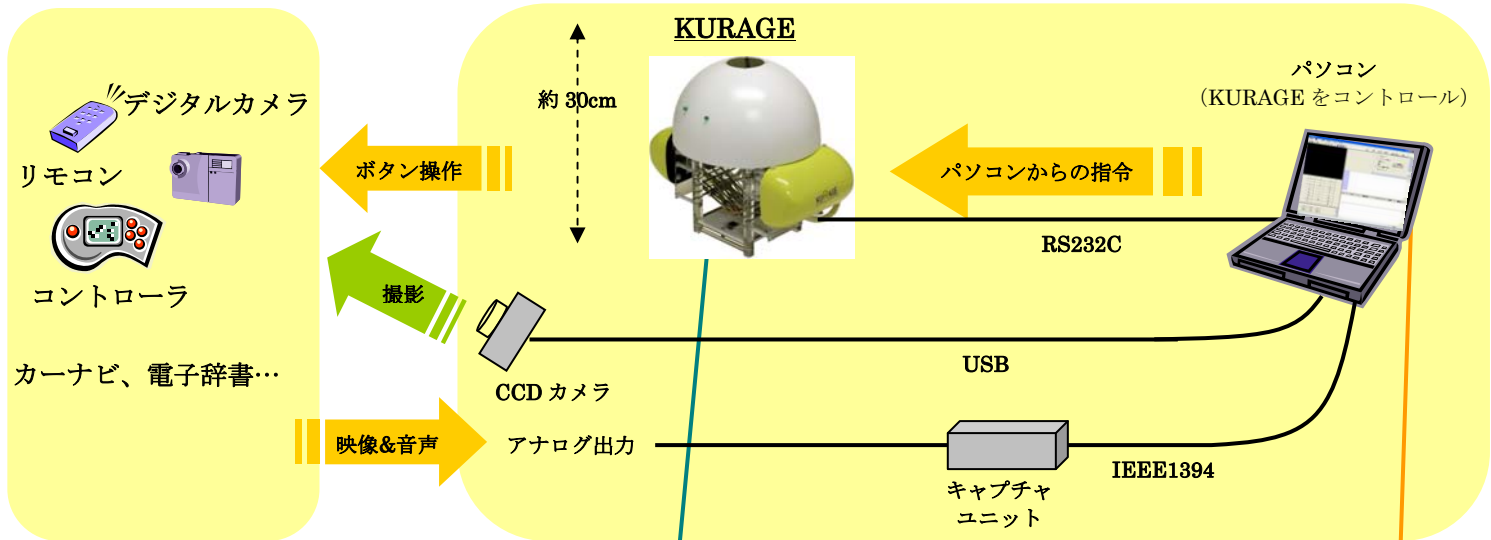 デジタルカメラ
リモコン
コントローラ
カーナビ、電子辞書…
ボタン操作
撮影
映像&音声
KURAGE
約 30cm
パソコンからの指令
パソコン
（KURAGE をコントロール）
RS232C
USB
CCD カメラ
アナログ出力
IEEE1394
キャプチャ
ユニット